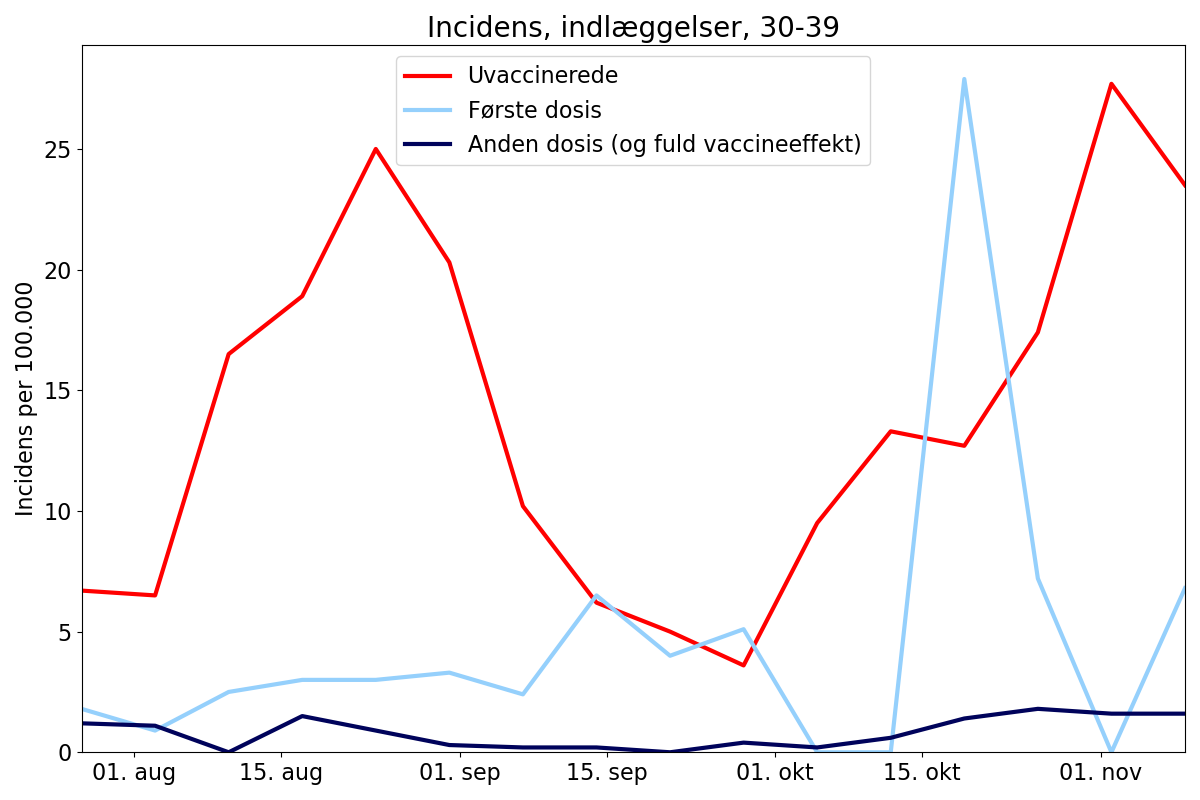 Incidens, indlæggelser, 30-39
Uvaccinerede
Første dosis
Anden dosis (og fuld vaccineeffekt)
Incidens per 100.000
25
20
15
10
5
0
01. aug 15. aug 01. sep 15. sep 01. okt 15. okt 01. nov